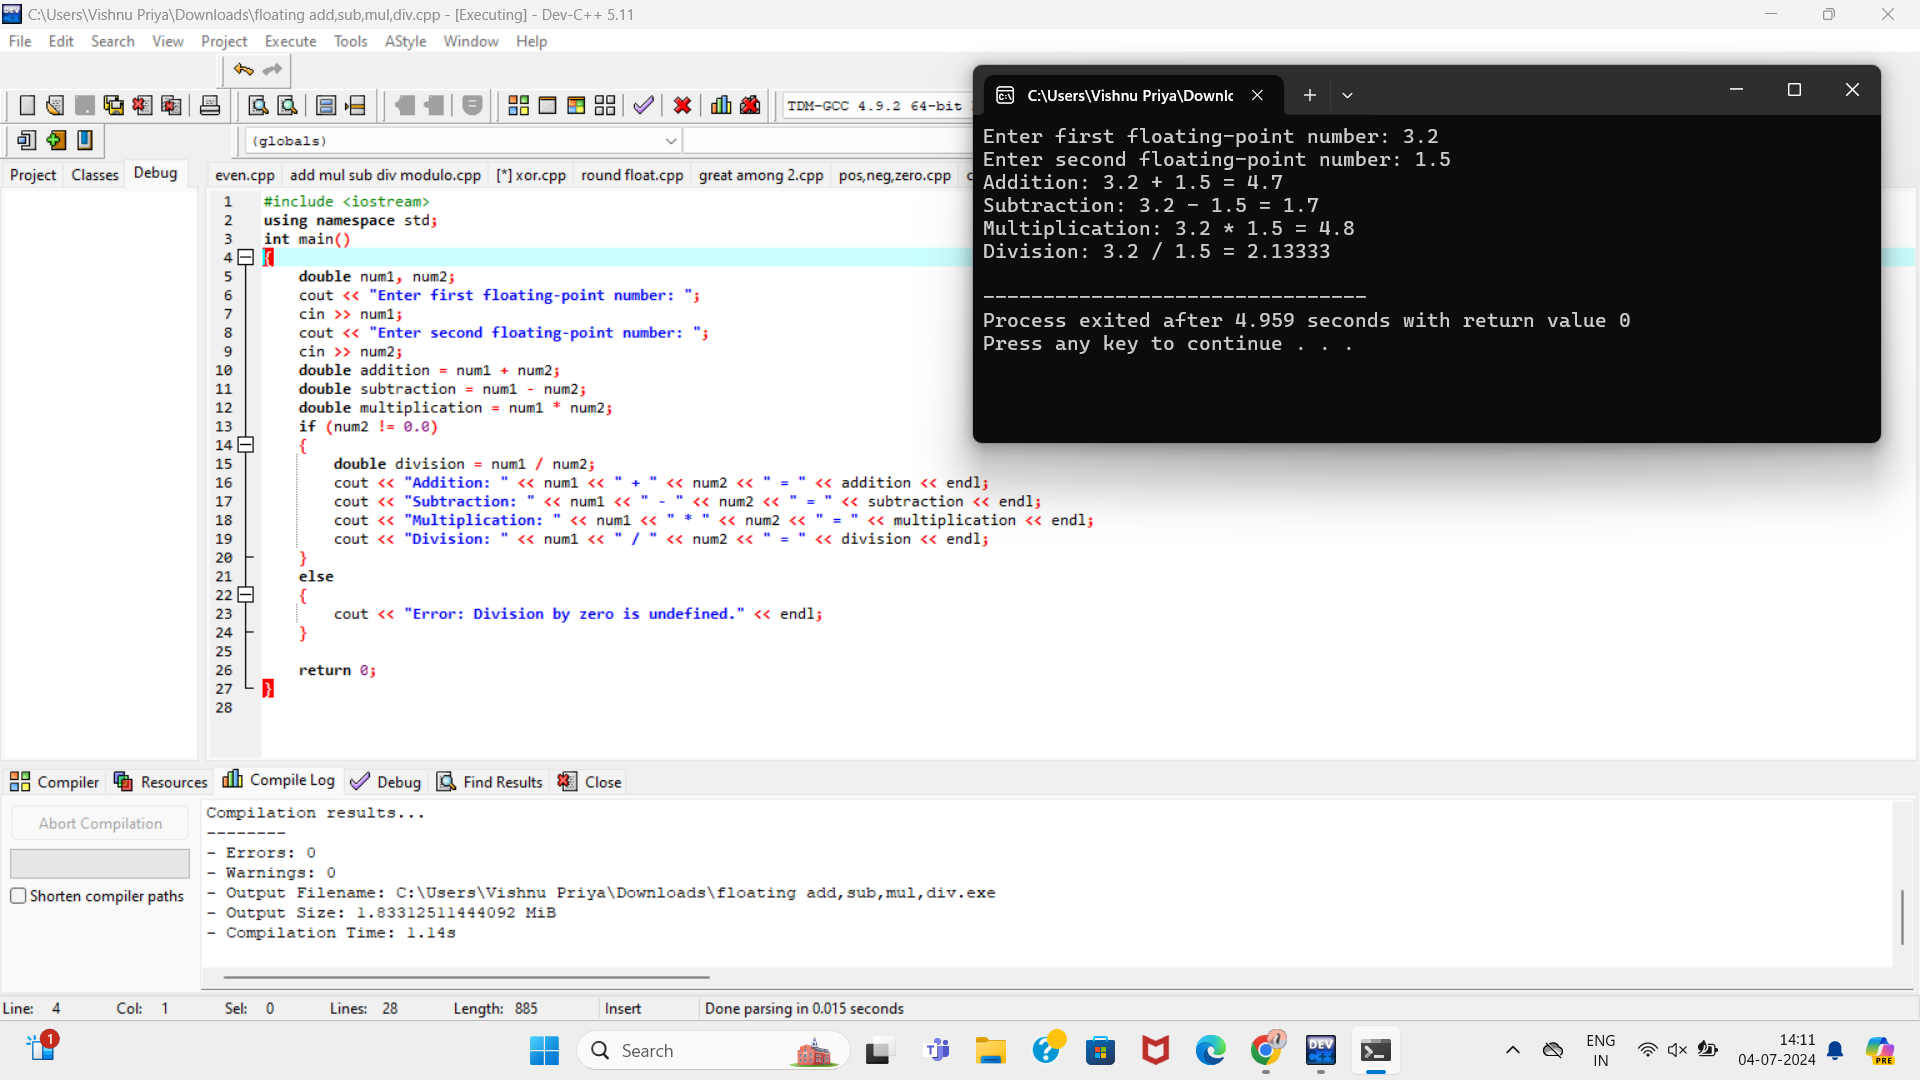 C:\Users\Vishnu Priya\Downloads\floating add,sub,mul,div.cpp - [Executing] - Dev-C++ 5.11
File Edit Search View Project Execute Tools AStyle Window Help
TDM-GCC 4.9.2 64-bit
(globals)
Project Classes Debug
even.cpp add mul sub div modulo.cpp [*] xor.cpp round float.cpp great among 2.cpp pos,neg,zero.cpp
1 #include <iostream>
2 using namespace std;
3 int main()
4 {
5 double num1, num2;
6 cout << "Enter first floating-point number: ";
7 cin >> num1;
8 cout << "Enter second floating-point number: ";
9 cin >> num2;
10 double addition = num1 + num2;
11 double subtraction = num1 - num2;
12 double multiplication = num1 * num2;
13 if (num2 != 0.0)
14 {
15 double division = num1 / num2;
16 cout << "Addition: " << num1 << " + " << num2 << " = " << addition << endl;
17 cout << "Subtraction: " << num1 << " - " << num2 << " = " << subtraction << endl;
18 cout << "Multiplication: " << num1 << " * " << num2 << " = " << multiplication << endl;
19 cout << "Division: " << num1 << " / " << num2 << " = " << division << endl;
20 }
21 else
22 {
23 cout << "Error: Division by zero is undefined." << endl;
24 }
25
26 return 0;
27 }
28
C:\Users\Vishnu Priya\Downlc
Enter first floating-point number: 3.2
Enter second floating-point number: 1.5
Addition: 3.2 + 1.5 = 4.7
Subtraction: 3.2 - 1.5 = 1.7
Multiplication: 3.2 * 1.5 = 4.8
Division: 3.2 / 1.5 = 2.13333
--------------------------------
Process exited after 4.959 seconds with return value 0
Press any key to continue . . .
Compiler Resources Compile Log Debug Find Results Close
Abort Compilation
Shorten compiler paths
Compilation results...
--------
- Errors: 0
- Warnings: 0
- Output Filename: C:\Users\Vishnu Priya\Downloads\floating add,sub,mul,div.exe
- Output Size: 1.83312511444092 MiB
- Compilation Time: 1.14s
Line: 4 Col: 1 Sel: 0 Lines: 28 Length: 885 Insert Done parsing in 0.015 seconds
1
Search
DEV
ENG
IN
14:11
04-07-2024
PRE